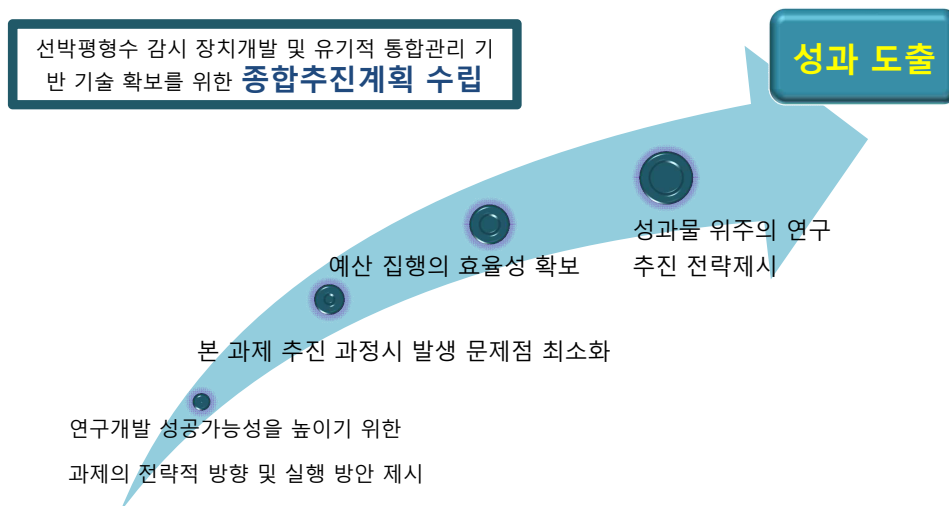 선박평형수 감시 장치개발 및 유기적 통합관리 기
반 기술 확보를 위한 종합추진계획 수립
성과 도출
성과물 위주의 연구
추진 전략제시
예산 집행의 효율성 확보
본 과제 추진 과정시 발생 문제점 최소화
연구개발 성공가능성을 높이기 위한
과제의 전략적 방향 및 실행 방안 제시